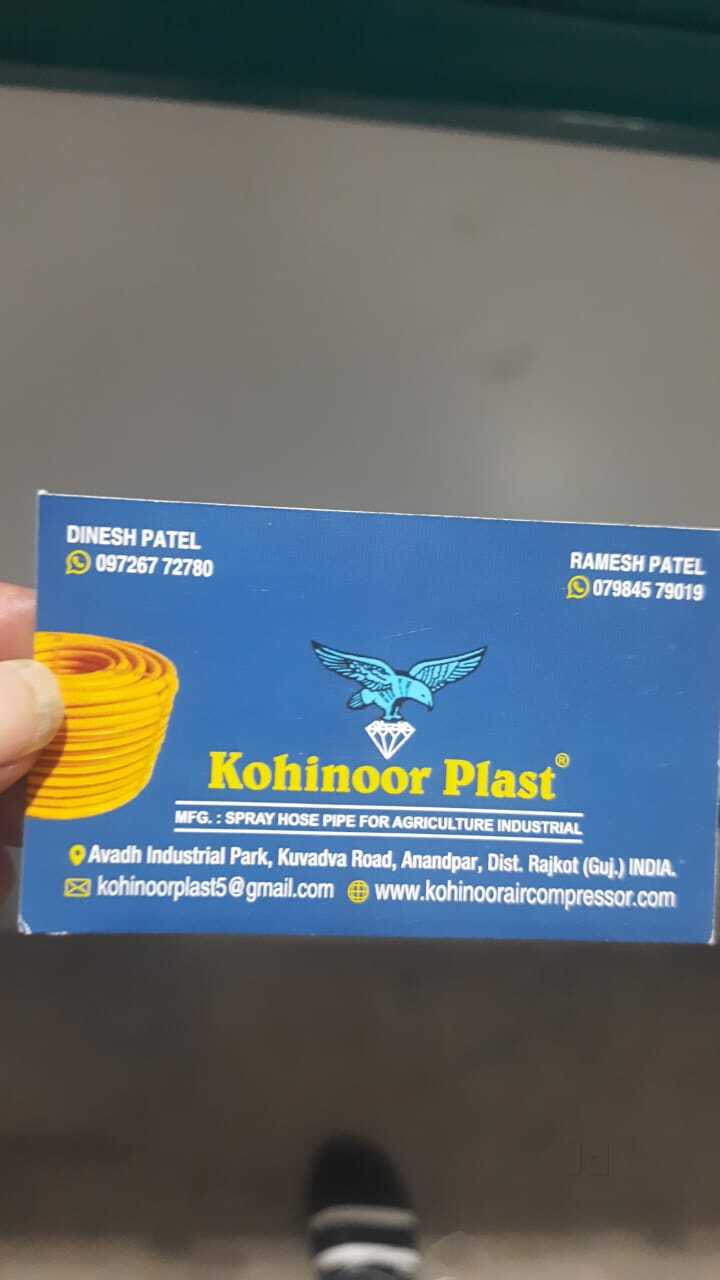 DINESH PATEL
097267 72780
RAMESH PATEL
079845 79019
Kohinoor Plast®
MFG. : SPRAY HOSE PIPE FOR AGRICULTURE INDUSTRIAL
Avadh Industrial Park, Kuvadva Road, Anandpar, Dist. Rajkot (Guj.) INDIA.
kohinoorplast5@gmail.com www.kohinooraircompressor.com